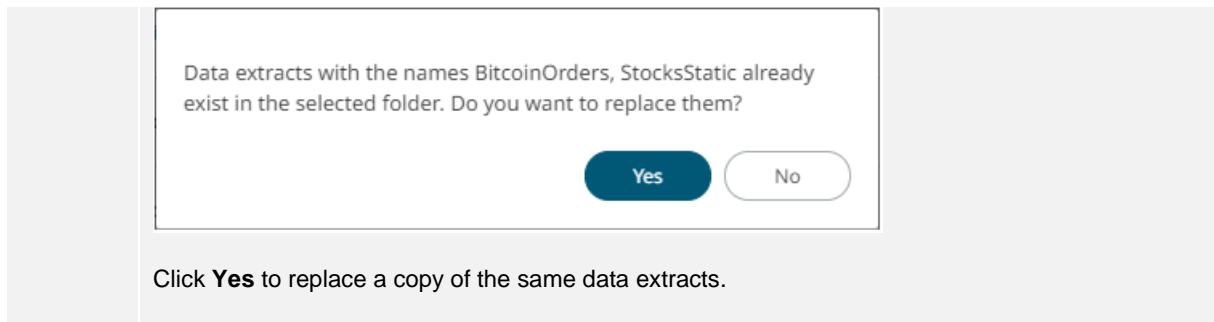 Data extracts with the names BitcoinOrders, StocksStatic already
exist in the selected folder. Do you want to replace them?
Yes No
Click Yes to replace a copy of the same data extracts.